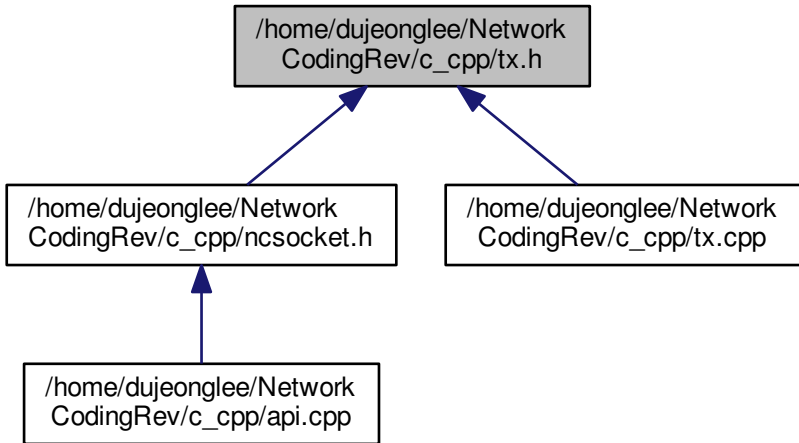 /home/dujeonglee/Network
CodingRev/c_cpp/tx.h
/home/dujeonglee/Network
CodingRev/c_cpp/ncsocket.h
/home/dujeonglee/Network
CodingRev/c_cpp/tx.cpp
/home/dujeonglee/Network
CodingRev/c_cpp/api.cpp